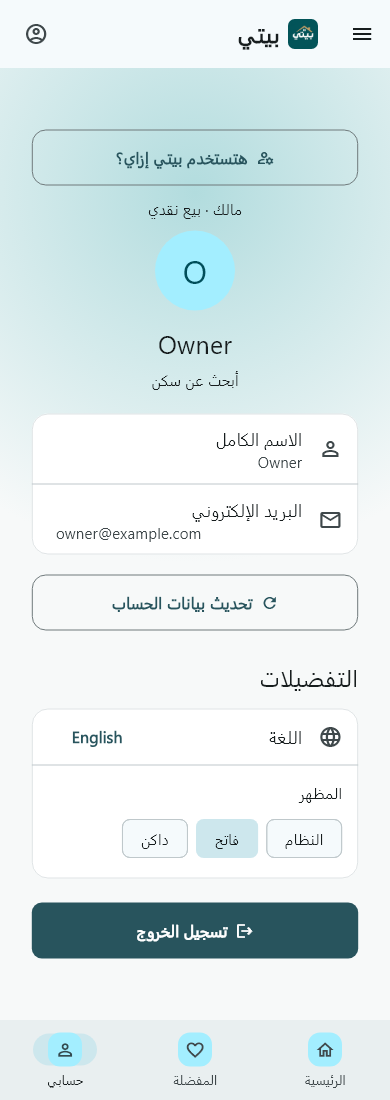 بيتي
بيتي
هتستخدم بيتي إزاي؟
مالك · بيع نقدي
O
Owner
أبحث عن سكن
الاسم الكامل
Owner
البريد الإلكتروني
owner@example.com
تحديث بيانات الحساب
التفضيلات
اللغة
English
المظهر
النظام
فاتح
داكن
تسجيل الخروج
الرئيسية
المفضلة
حسابي